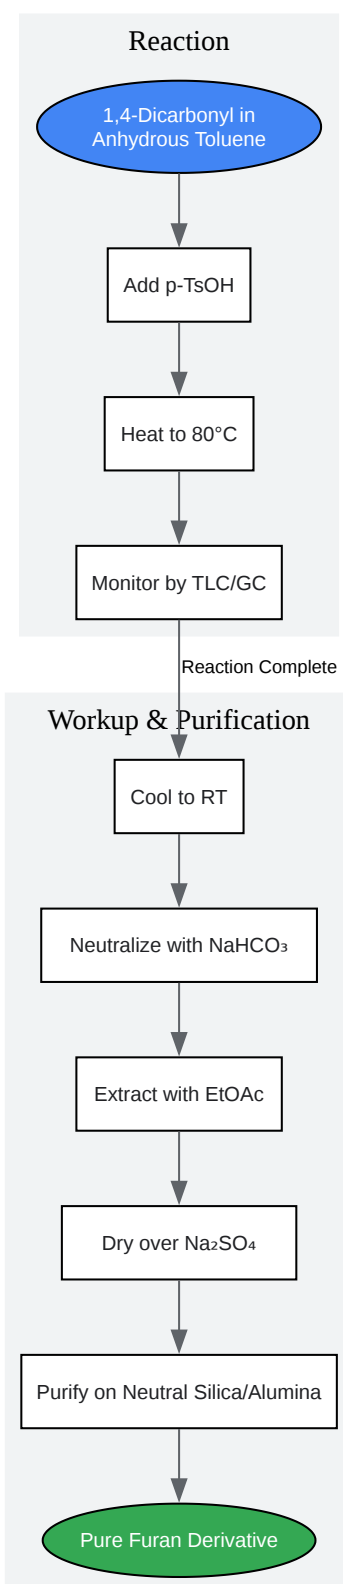 Reaction
1,4-Dicarbonyl in
Anhydrous Toluene
Add p-TsOH
Heat to 80°C
Monitor by TLC/GC
Reaction Complete
Workup & Purification
Cool to RT
Neutralize with NaHCO₃
Extract with EtOAc
Dry over Na₂SO₄
Purify on Neutral Silica/Alumina
Pure Furan Derivative